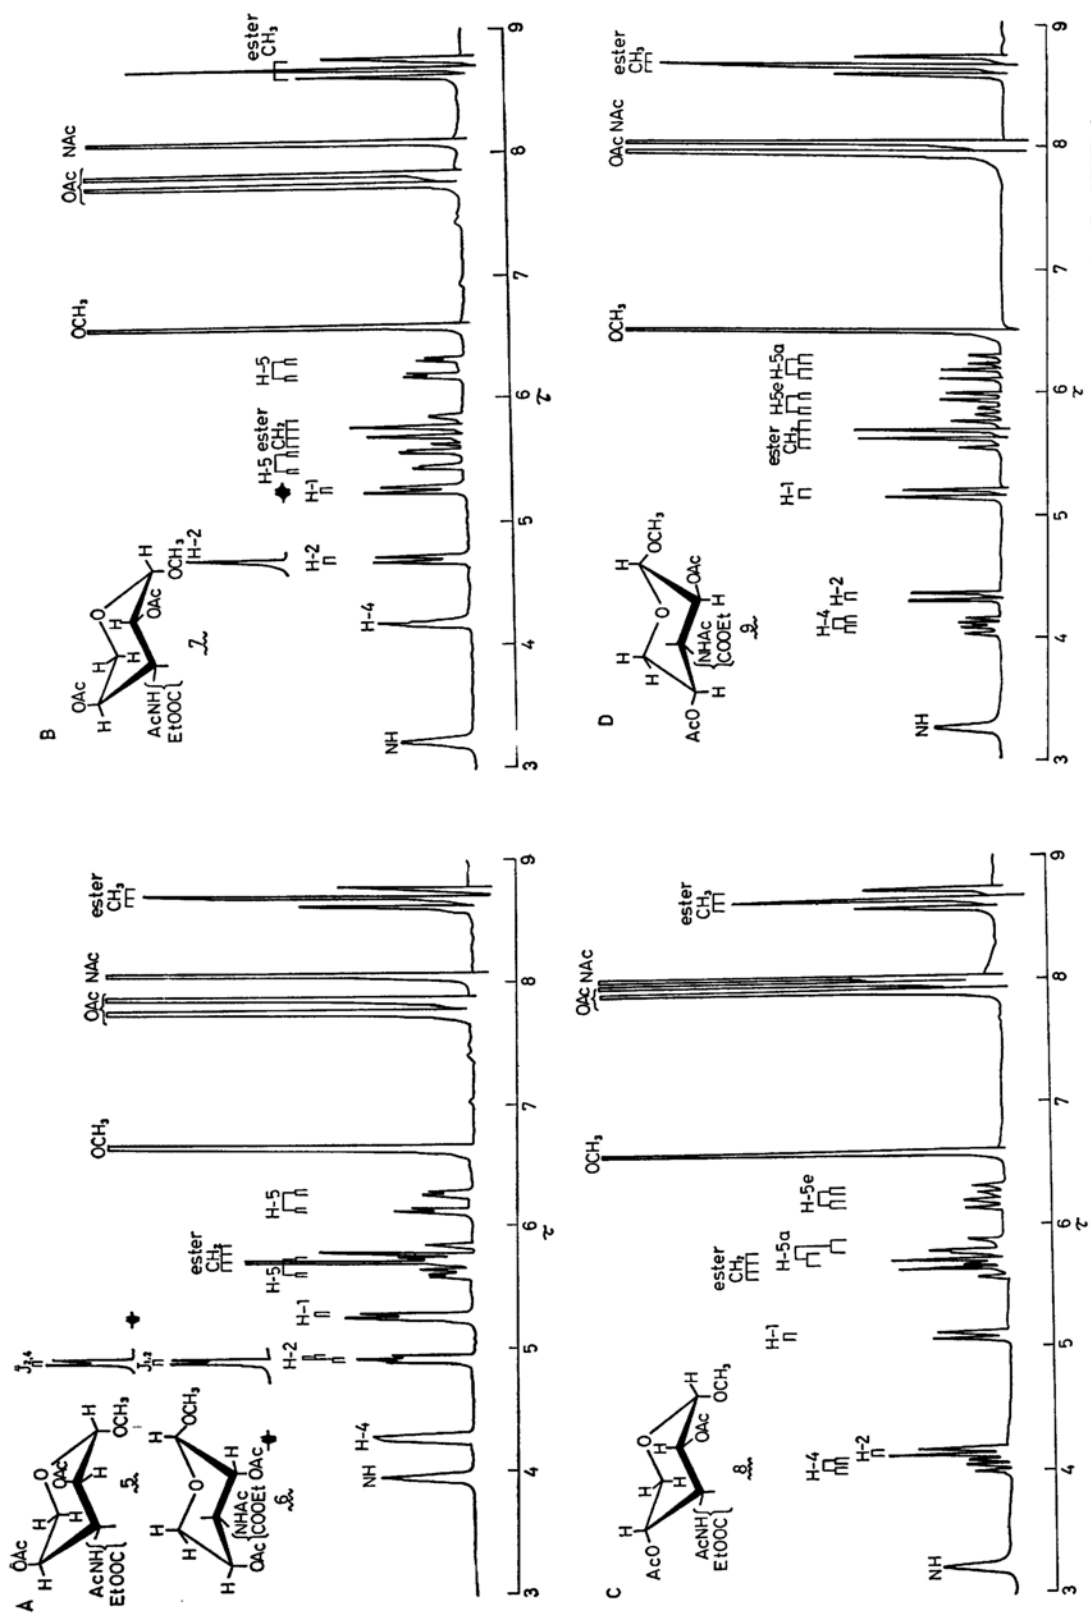 A
OAc
H
O
H
OAc
H
H
H
AcNH
EtOOC
OCH₃
5
H
O
H
OCH₃
H
H
H
NHAc
COOEt
OAc
OAc
6
J₂,₄
J₁,₂
NH
H-4
H-2
H-1
H-5
ester
CH₂
H-5
OCH₃
OAc NAc
ester
CH₃
3 4 5 6 7 8 9
τ
B
OAc
H
H
O
H
H
H
OAc
OCH₃
AcNH
EtOOC
7
H-2
NH
H-4
H-2
H-1
H-5 ester
CH₂
H-5
OCH₃
OAc NAc
ester
CH₃
3 4 5 6 7 8 9
τ
C
H
AcO
H
O
H
H
OAc
OCH₃
AcNH
EtOOC
8
NH
H-4
H-2
H-1
ester
CH₂
H-5a
H-5e
OCH₃
OAc NAc
ester
CH₃
3 4 5 6 7 8 9
τ
D
H
H
O
H
OCH₃
OAc
H
AcO
H
NHAc
COOEt
9
NH
H-4
H-2
H-1
ester
CH₂
H-5e H-5a
OCH₃
OAc NAc
ester
CH₃
3 4 5 6 7 8 9
τ